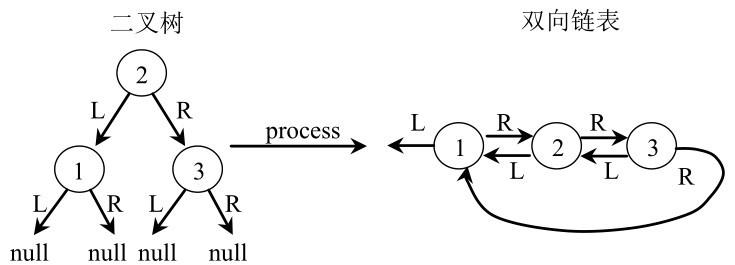 二叉树
双向链表
2
L R
process
L R R
1 3
1 2 3
L R L R
L L R
null null null null